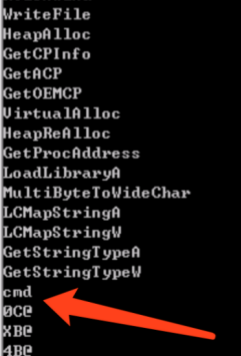 WriteFile
HeapAlloc
GetCPInfo
GetACP
GetOEMCP
VirtualAlloc
HeapReAlloc
GetProcAddress
LoadLibraryA
MultiByteToWideChar
LCMapStringA
LCMapStringW
GetStringTypeA
GetStringTypeW
cmd
0C@
XB@
4B@